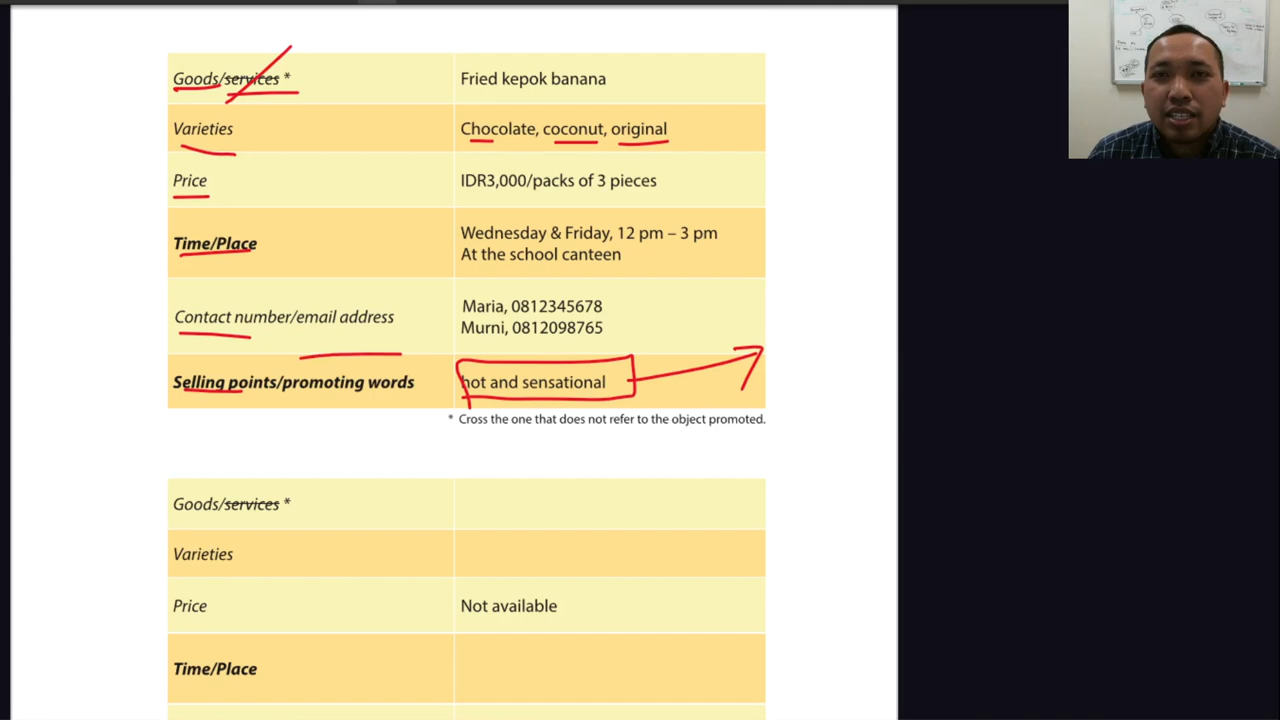 Goods/services *
Fried kepok banana
Varieties
Chocolate, coconut, original
Price
IDR3,000/packs of 3 pieces
Time/Place
Wednesday & Friday, 12 pm – 3 pm
At the school canteen
Contact number/email address
Maria, 0812345678
Murni, 0812098765
Selling points/promoting words
hot and sensational
* Cross the one that does not refer to the object promoted.
Goods/services *
Varieties
Price
Not available
Time/Place